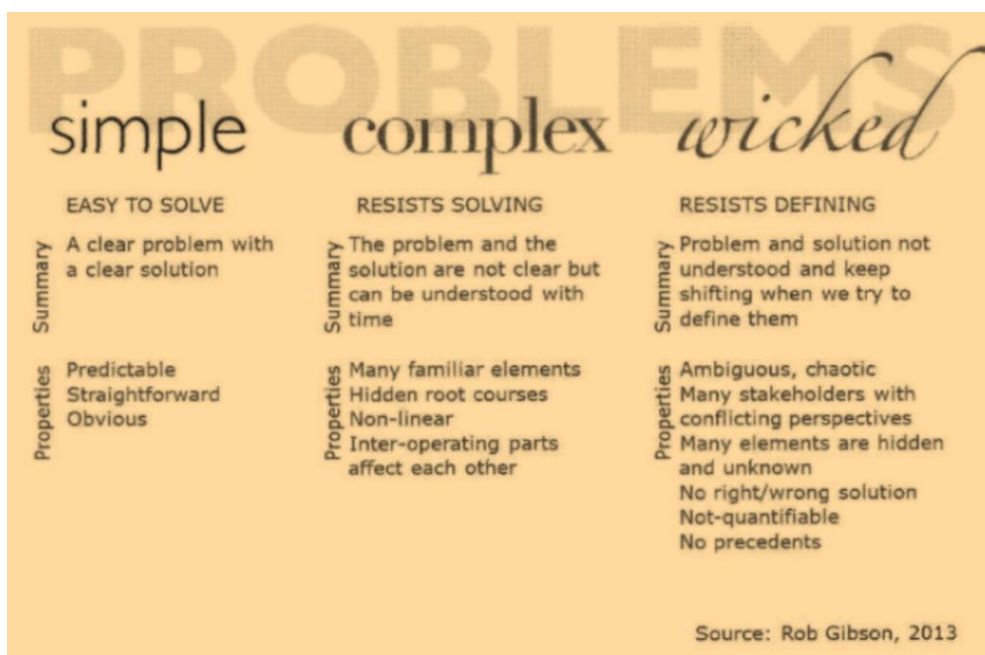 PROBLEMS
simple
EASY TO SOLVE
Summary
A clear problem with
a clear solution
Properties
Predictable
Straightforward
Obvious
complex
RESISTS SOLVING
Summary
The problem and the
solution are not clear but
can be understood with
time
Properties
Many familiar elements
Hidden root courses
Non-linear
Inter-operating parts
affect each other
wicked
RESISTS DEFINING
Summary
Problem and solution not
understood and keep
shifting when we try to
define them
Properties
Ambiguous, chaotic
Many stakeholders with
conflicting perspectives
Many elements are hidden
and unknown
No right/wrong solution
Not-quantifiable
No precedents
Source: Rob Gibson, 2013